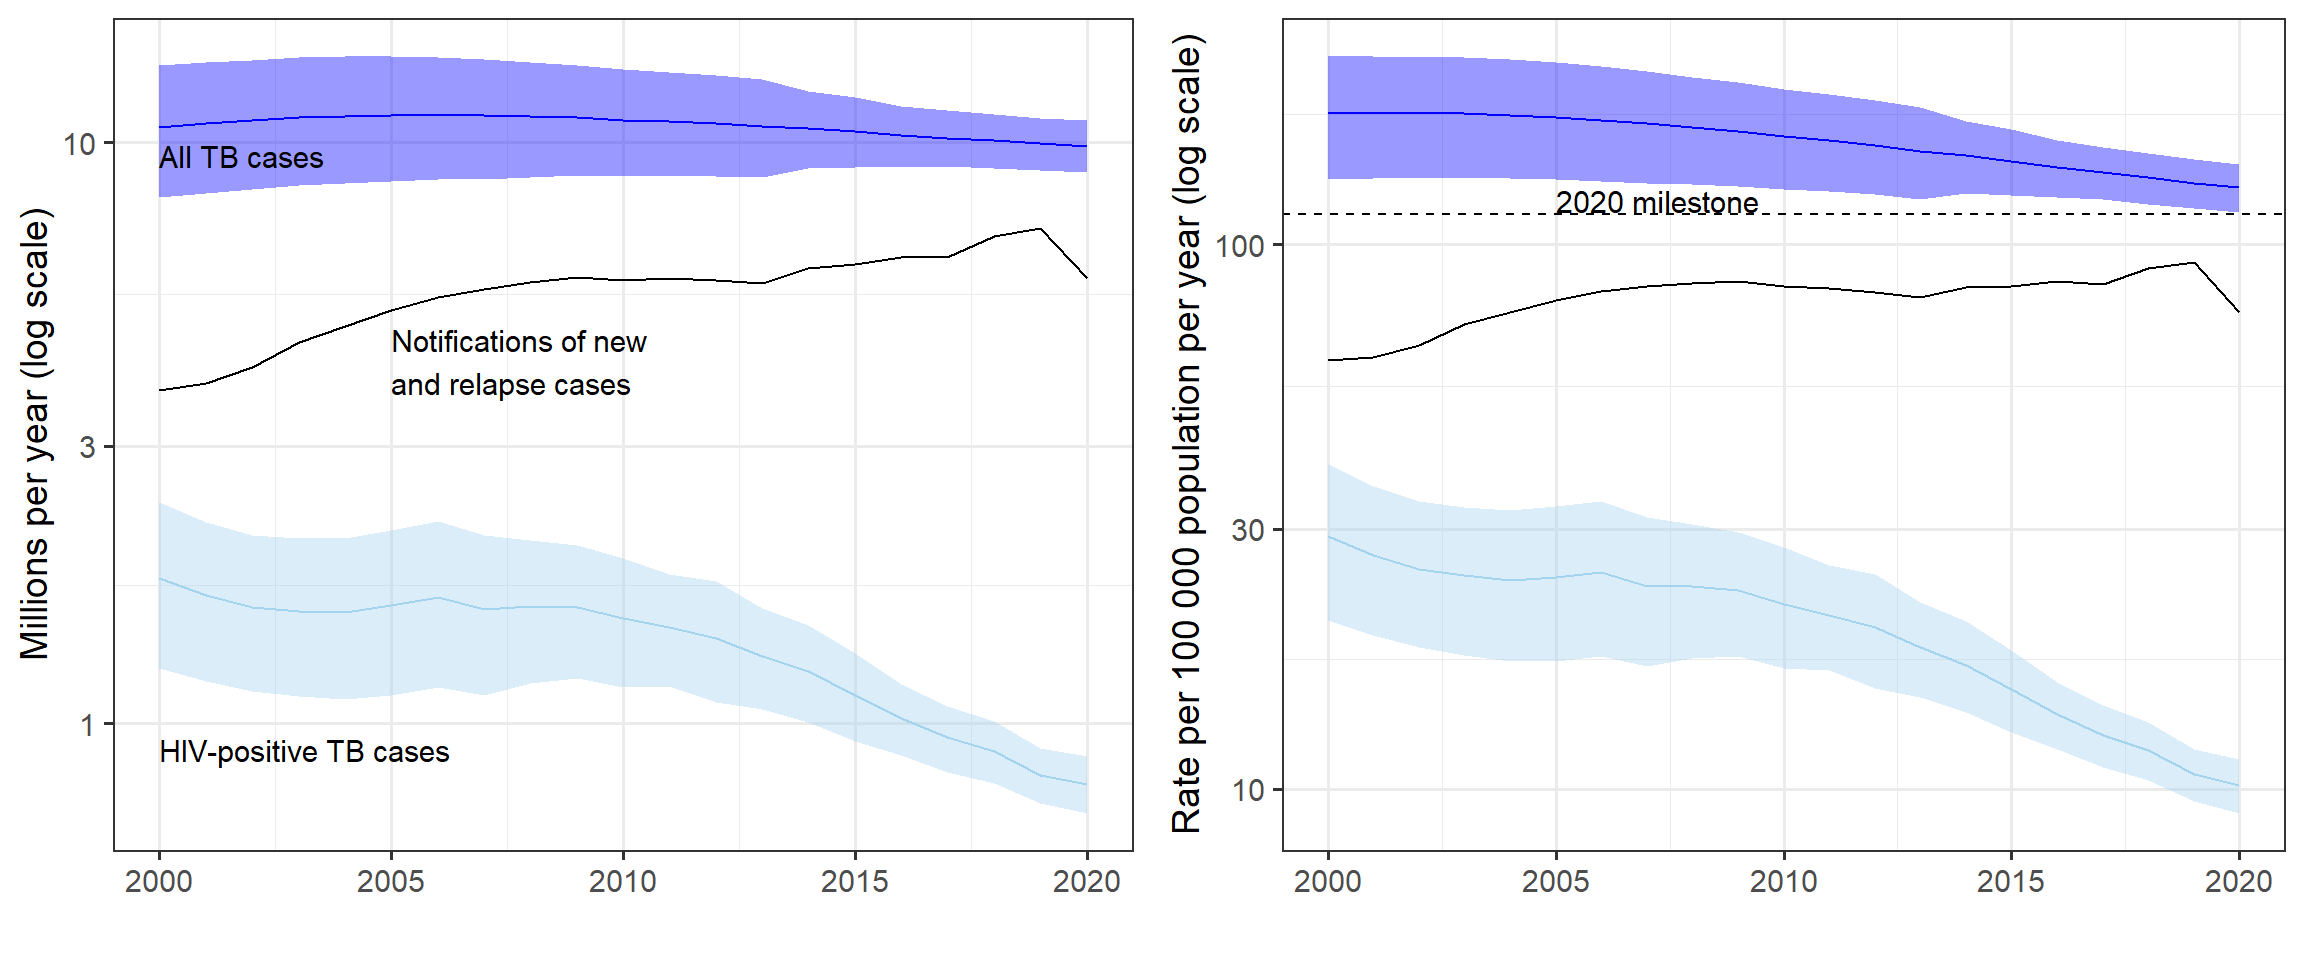 Millions per year (log scale)
10
3
1
All TB cases
Notifications of new
and relapse cases
HIV-positive TB cases
2000
2005
2010
2015
2020
Rate per 100 000 population per year (log scale)
100
30
10
2020 milestone
2000
2005
2010
2015
2020